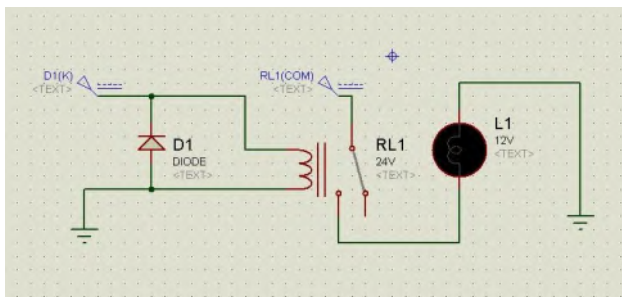 D1(K)
<TEXT>
RL1(COM)
<TEXT>
D1
DIODE
<TEXT>
RL1
24V
<TEXT>
L1
12V
<TEXT>